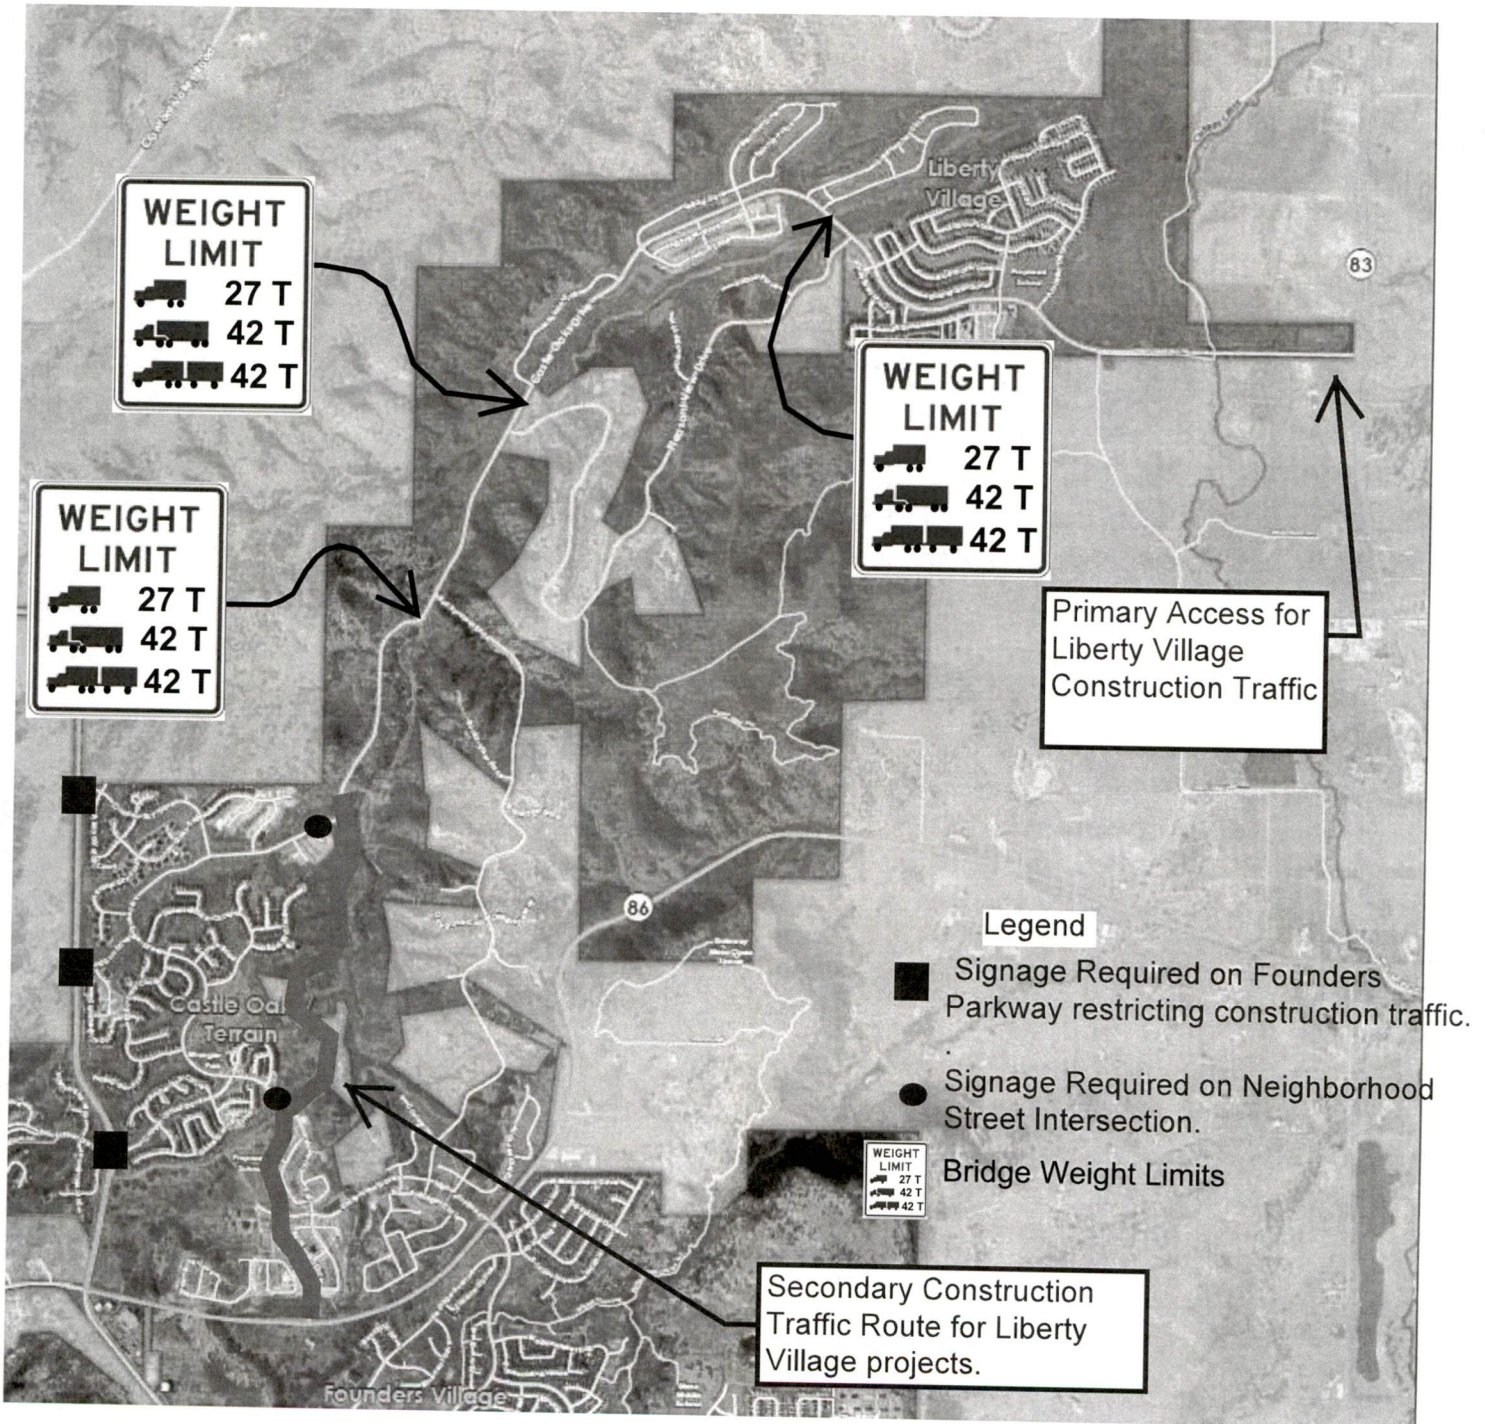 Liberty
Village
WEIGHT
LIMIT
27 T
42 T
42 T
83
WEIGHT
LIMIT
27 T
42 T
42 T
WEIGHT
LIMIT
27 T
42 T
42 T
Primary Access for
Liberty Village
Construction Traffic
86
Legend
Signage Required on Founders
Parkway restricting construction traffic.
.
Castle Oa
Terrain
Signage Required on Neighborhood
Street Intersection.
WEIGHT
LIMIT
27 T
42 T
42 T
Bridge Weight Limits
Secondary Construction
Traffic Route for Liberty
Village projects.
Founders Village